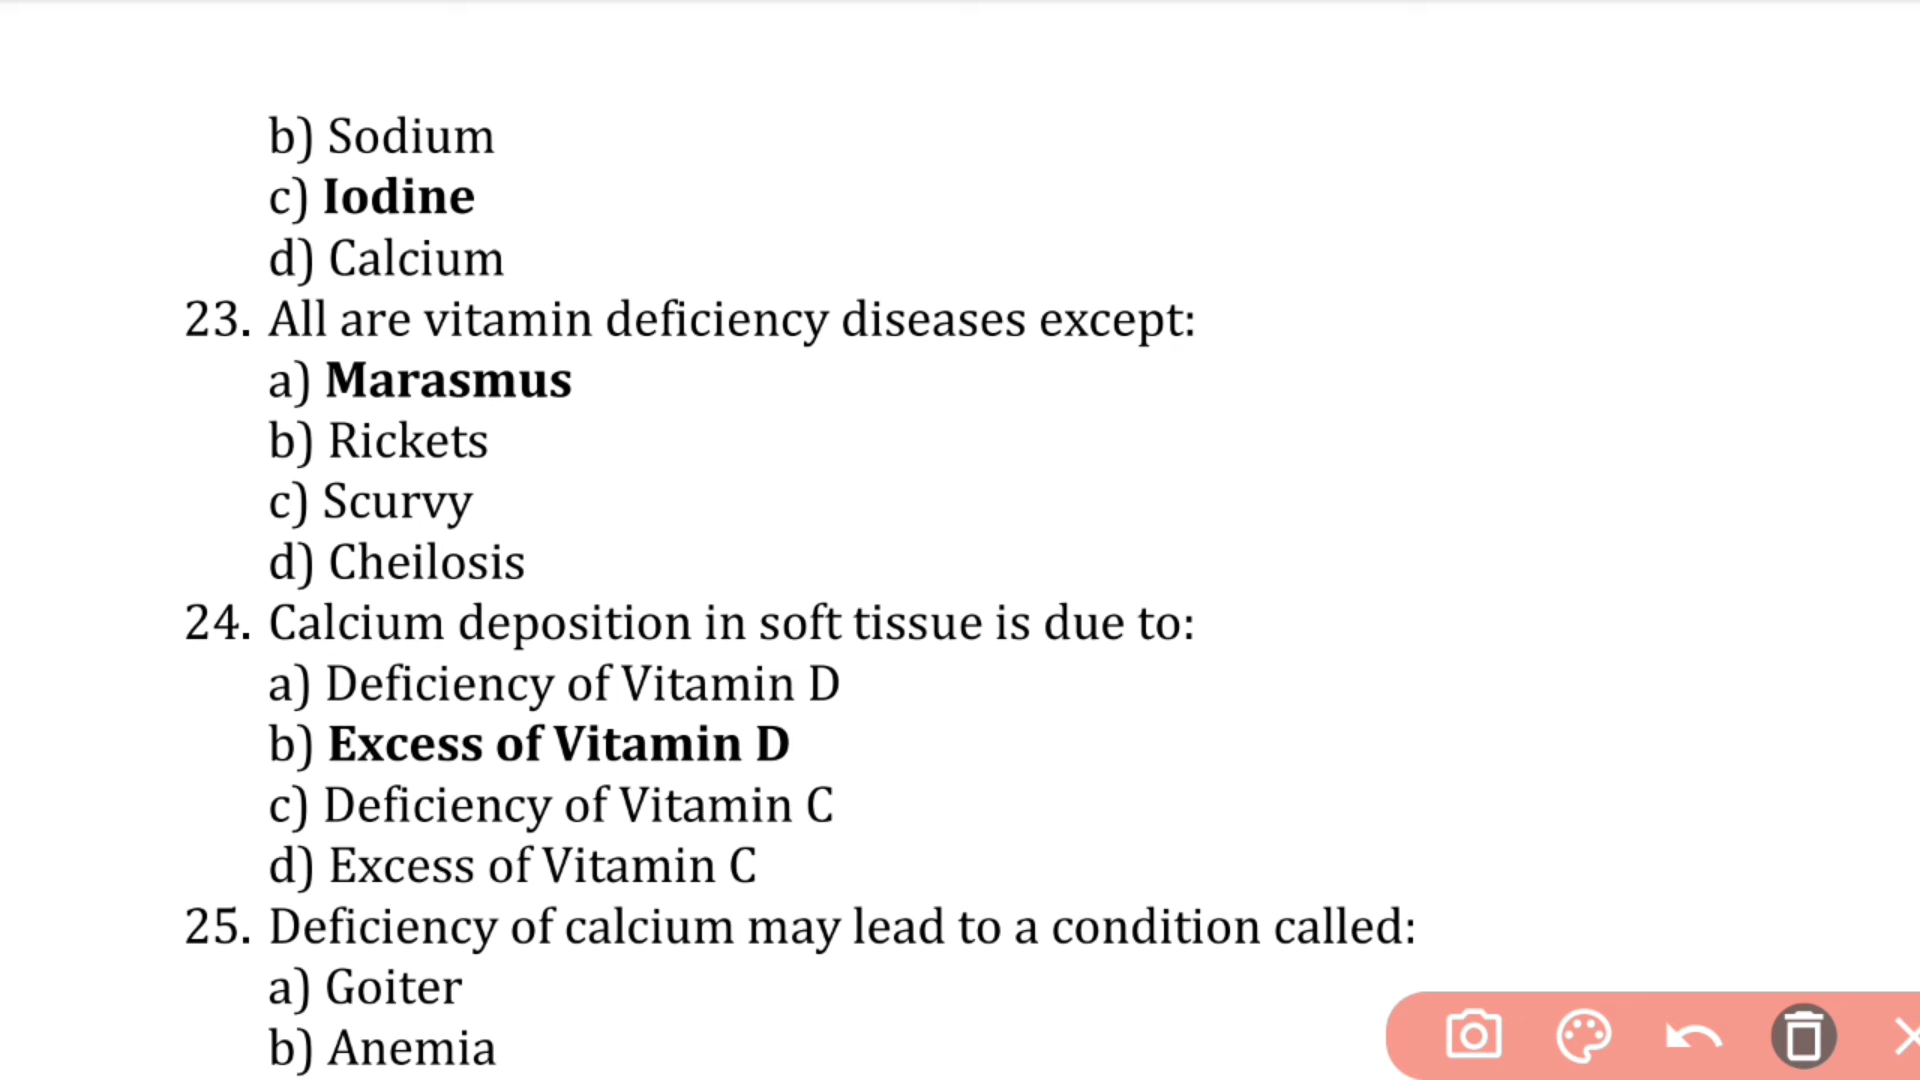 b) Sodium
c) Iodine
d) Calcium
23. All are vitamin deficiency diseases except:
a) Marasmus
b) Rickets
c) Scurvy
d) Cheilosis
24. Calcium deposition in soft tissue is due to:
a) Deficiency of Vitamin D
b) Excess of Vitamin D
c) Deficiency of Vitamin C
d) Excess of Vitamin C
25. Deficiency of calcium may lead to a condition called:
a) Goiter
b) Anemia